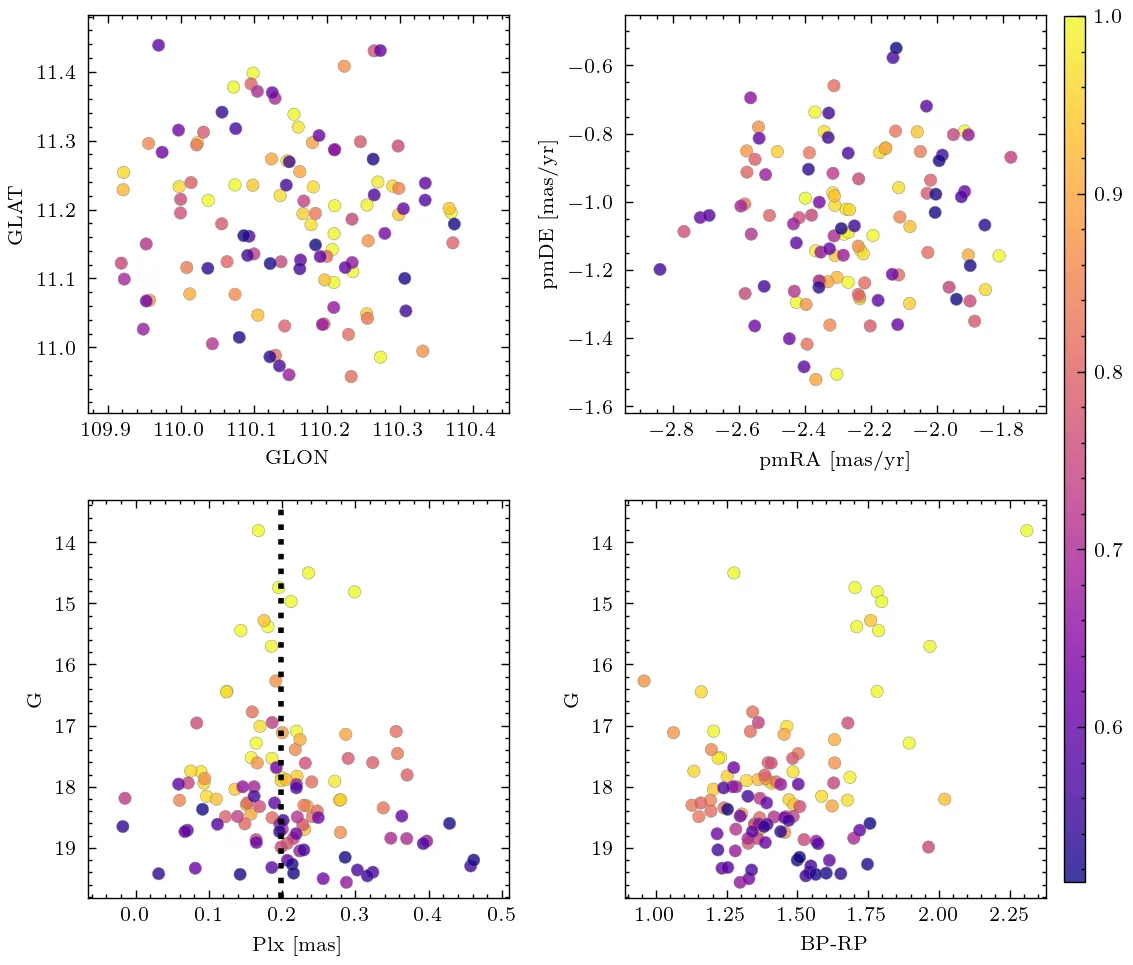 11.4
11.3
11.2
11.1
11.0
GLAT
109.9 110.0 110.1 110.2 110.3 110.4
GLON
−0.6
−0.8
−1.0
−1.2
−1.4
−1.6
pmDE [mas/yr]
−2.8 −2.6 −2.4 −2.2 −2.0 −1.8
pmRA [mas/yr]
14
15
16
17
18
19
G
0.0 0.1 0.2 0.3 0.4 0.5
Plx [mas]
14
15
16
17
18
19
G
1.00 1.25 1.50 1.75 2.00 2.25
BP-RP
1.0
0.9
0.8
0.7
0.6